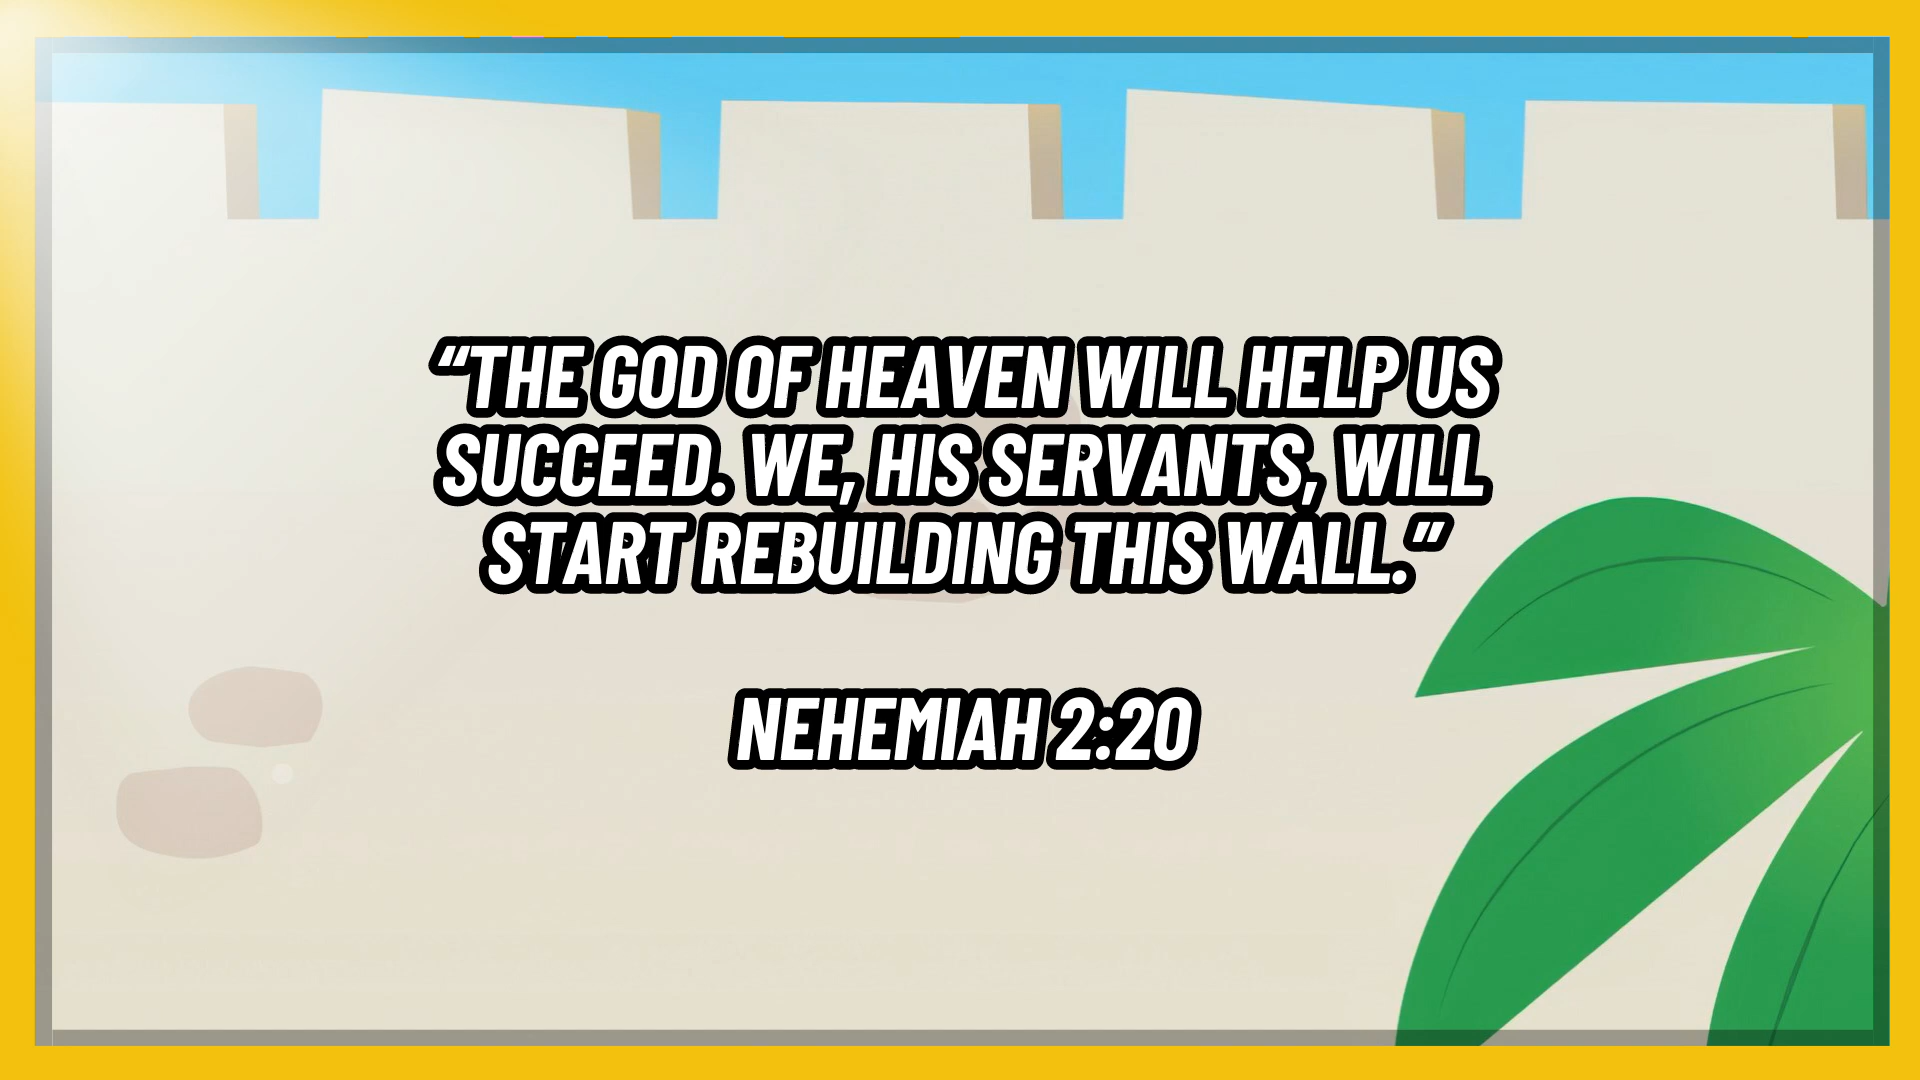 “THE GOD OF HEAVEN WILL HELP US
SUCCEED. WE, HIS SERVANTS, WILL
START REBUILDING THIS WALL.”
NEHEMIAH 2:20